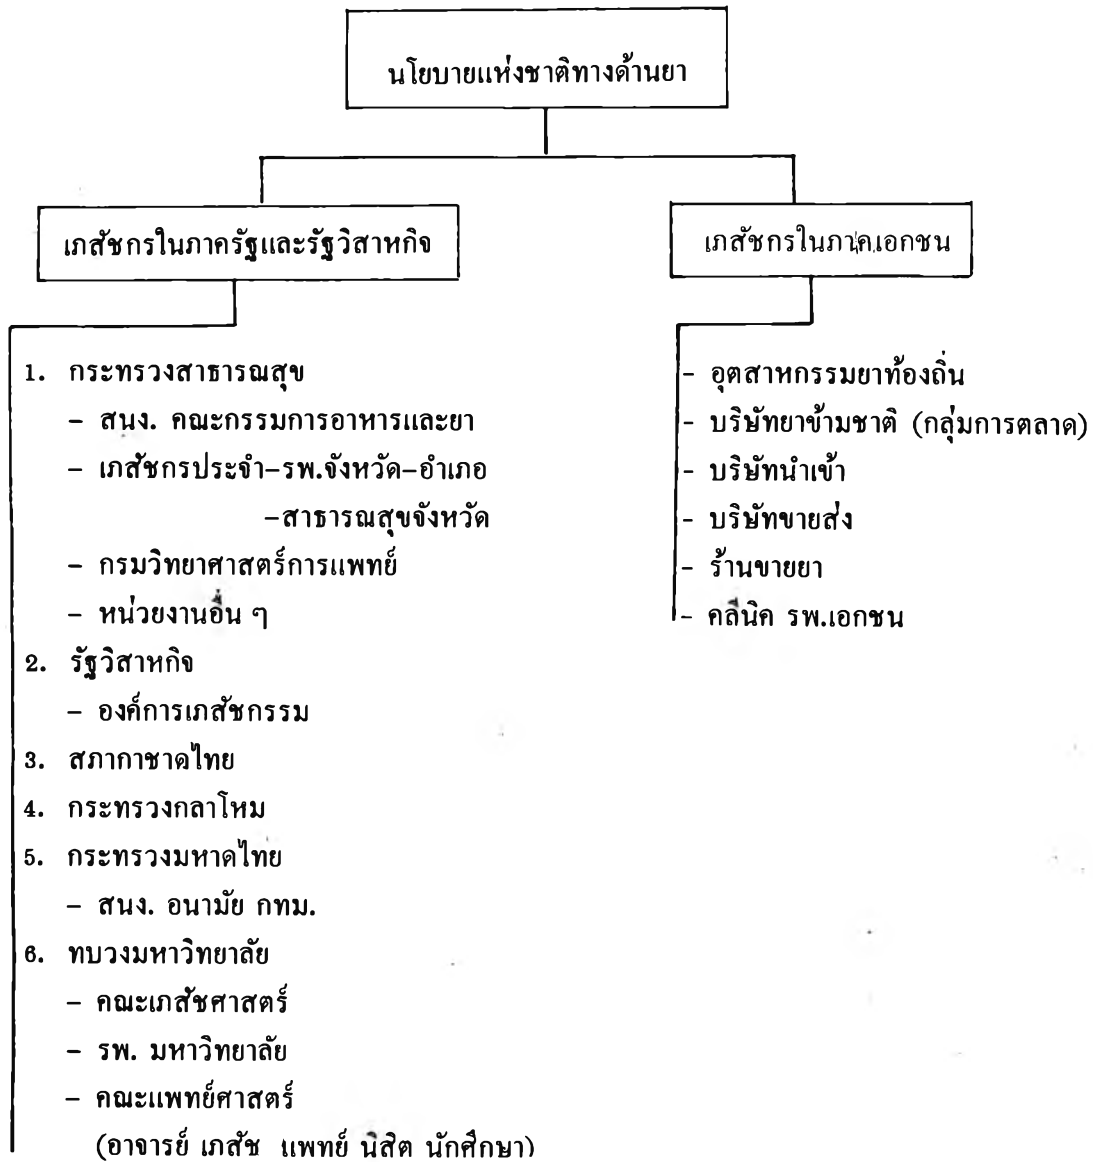 นโยบายแห่งชาติทางด้านยา
เภสัชกรในภาครัฐและรัฐวิสาหกิจ
1. กระทรวงสาธารณสุข
- สนง. คณะกรรมการอาหารและยา
- เภสัชกรประจำ-รพ.จังหวัด-อำเภอ
-สาธารณสุขจังหวัด
- กรมวิทยาศาสตร์การแพทย์
- หน่วยงานอื่น ๆ
2. รัฐวิสาหกิจ
- องค์การเภสัชกรรม
3. สภากาชาดไทย
4. กระทรวงกลาโหม
5. กระทรวงมหาดไทย
- สนง. อนามัย กทม.
6. ทบวงมหาวิทยาลัย
- คณะเภสัชศาสตร์
- รพ. มหาวิทยาลัย
- คณะแพทย์ศาสตร์
(อาจารย์ เภสัช แพทย์ นิสิต นักศึกษา)
เภสัชกรในภาคเอกชน
- อุตสาหกรรมยาท้องถิ่น
- บริษัทยาข้ามชาติ (กลุ่มการตลาด)
- บริษัทนำเข้า
- บริษัทขายส่ง
- ร้านขายยา
- คลีนิค รพ.เอกชน